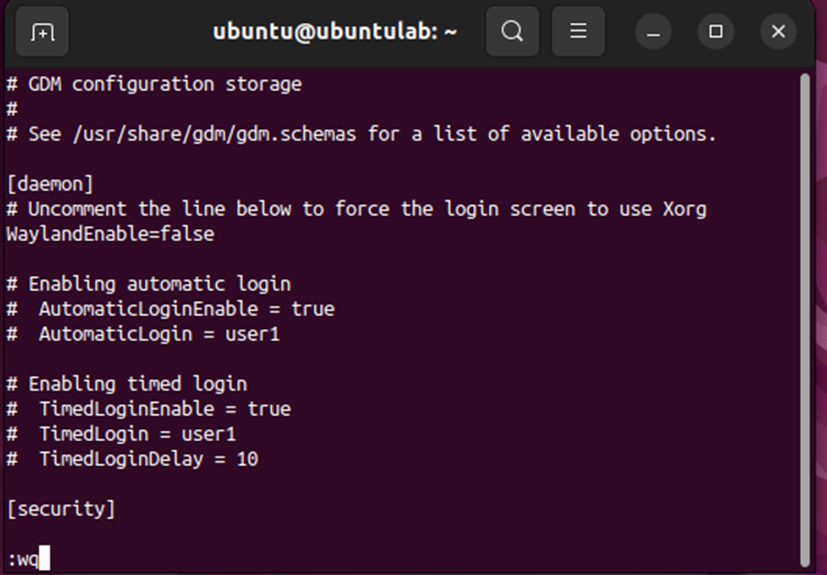 ubuntu@ubuntulab: ~
# GDM configuration storage
#
# See /usr/share/gdm/gdm.schemas for a list of available options.
[daemon]
# Uncomment the line below to force the login screen to use Xorg
WaylandEnable=false
# Enabling automatic login
#  AutomaticLoginEnable = true
#  AutomaticLogin = user1
# Enabling timed login
#  TimedLoginEnable = true
#  TimedLogin = user1
#  TimedLoginDelay = 10
[security]
:wq